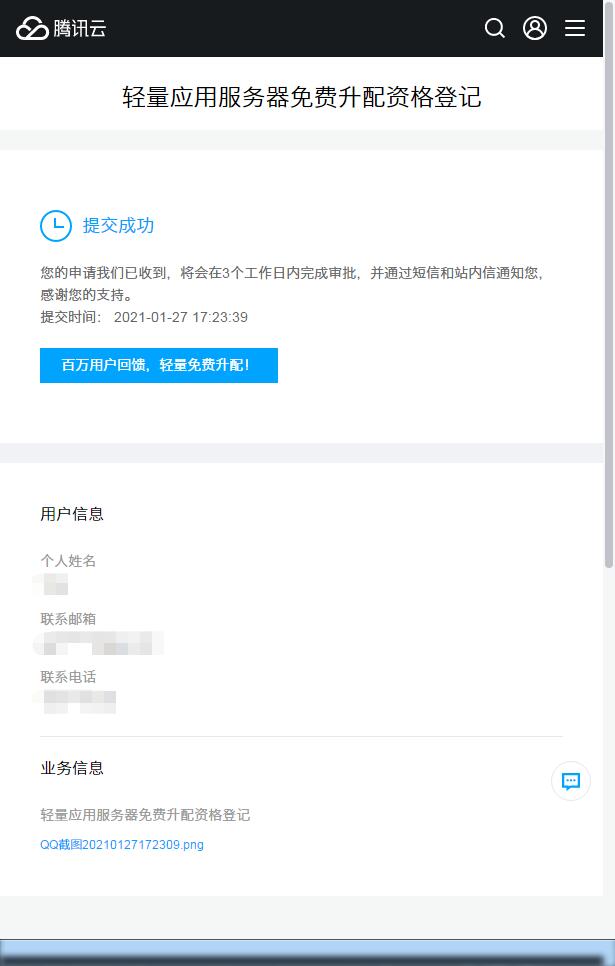 腾讯云
轻量应用服务器免费升配资格登记
提交成功
您的申请我们已收到，将会在3个工作日内完成审批，并通过短信和站内信通知您，
感谢您的支持。
提交时间： 2021-01-27 17:23:39
百万用户回馈，轻量免费升配！
用户信息
个人姓名
联系邮箱
联系电话
业务信息
轻量应用服务器免费升配资格登记
QQ截图20210127172309.png